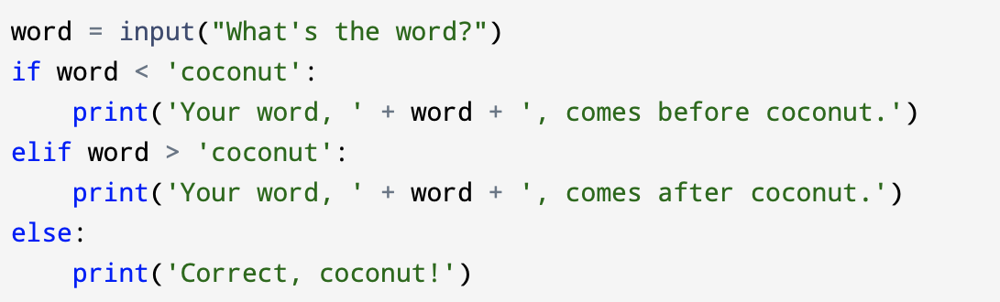 word = input("What's the word?")
if word < 'coconut':
    print('Your word, ' + word + ', comes before coconut.')
elif word > 'coconut':
    print('Your word, ' + word + ', comes after coconut.')
else:
    print('Correct, coconut!')